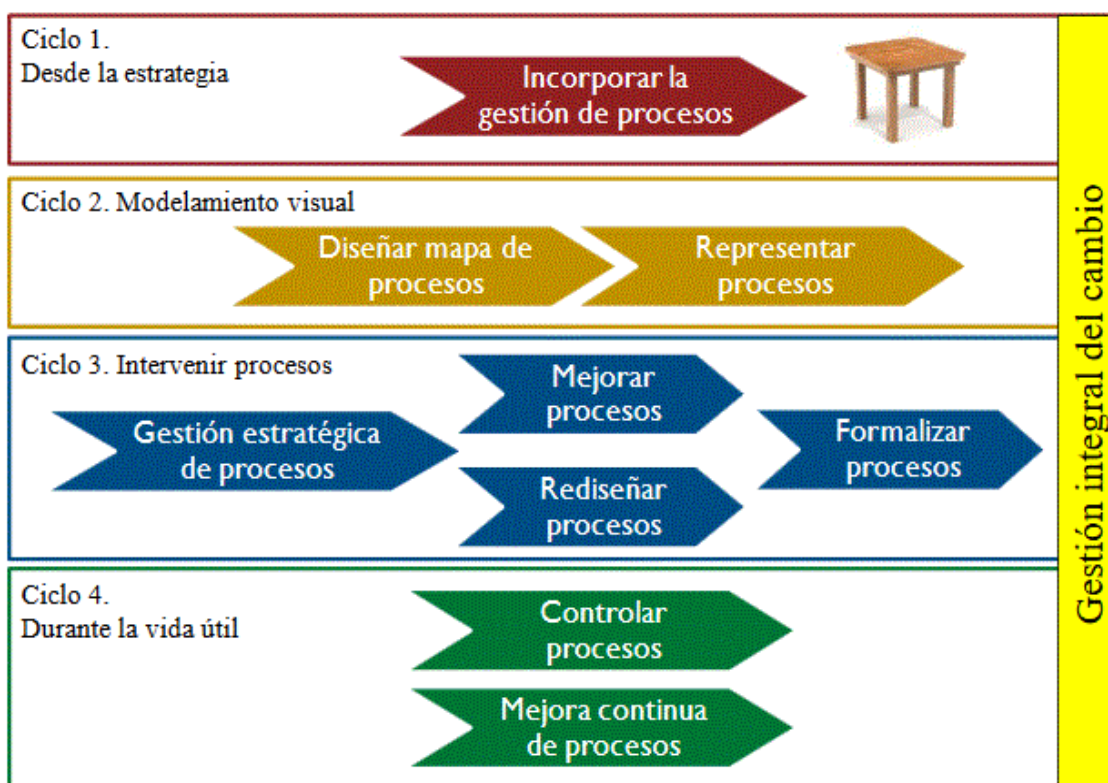 Ciclo 1.
Desde la estrategia
Incorporar la
gestión de procesos
Ciclo 2. Modelamiento visual
Diseñar mapa de
procesos
Representar
procesos
Ciclo 3. Intervenir procesos
Gestión estratégica
de procesos
Mejorar
procesos
Rediseñar
procesos
Formalizar
procesos
Ciclo 4.
Durante la vida útil
Controlar
procesos
Mejora continua
de procesos
Gestión integral del cambio